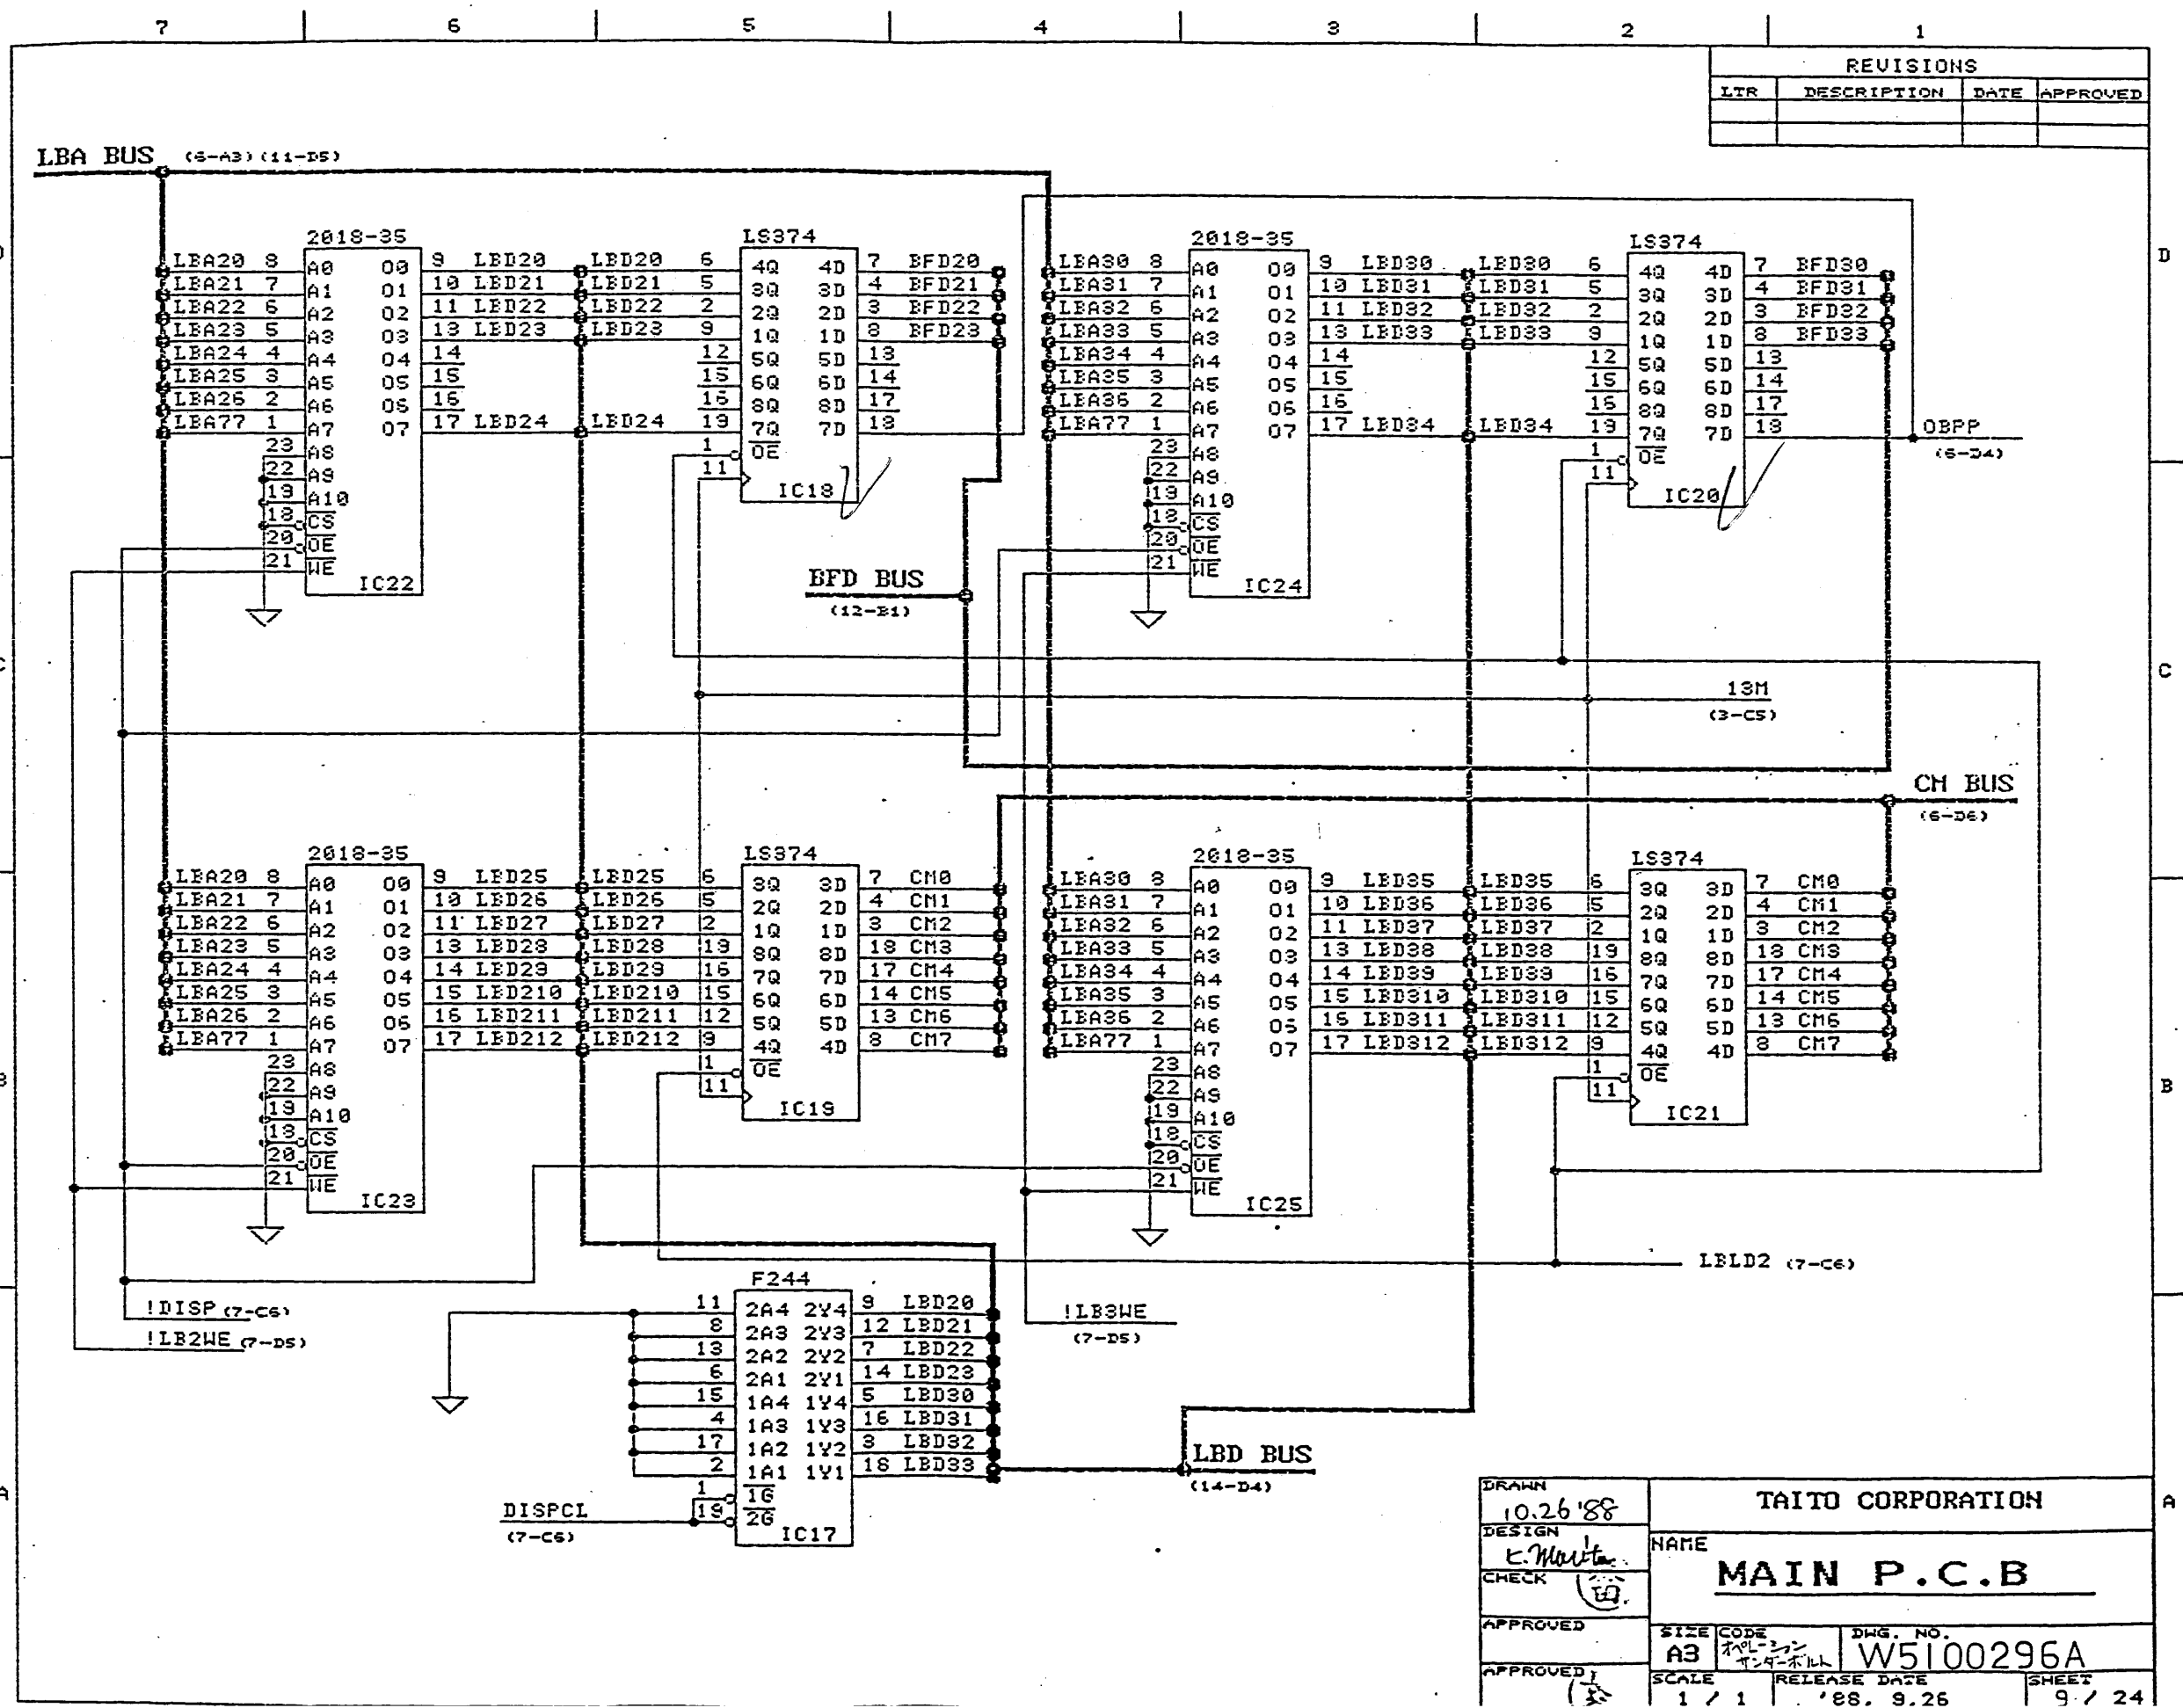 7 6 5 4 3 2 1
REVISIONS
LTR DESCRIPTION DATE APPROVED
LBA BUS (6-A3) (11-D5)
D
2018-35
LBA20 8 A0 O0 9 LBD20
LBA21 7 A1 O1 10 LBD21
LBA22 6 A2 O2 11 LBD22
LBA23 5 A3 O3 13 LBD23
LBA24 4 A4 O4 14
LBA25 3 A5 O5 15
LBA26 2 A6 O6 16
LBA77 1 A7 O7 17 LBD24
23 A8
22 A9
19 A10
18 CS
20 OE
21 WE
IC22
LS374
LBD20 6 4Q 4D 7 BFD20
LBD21 5 3Q 3D 4 BFD21
LBD22 2 2Q 2D 3 BFD22
LBD23 9 1Q 1D 8 BFD23
12 5Q 5D 13
15 6Q 6D 14
16 8Q 8D 17
LBD24 19 7Q 7D 18
1 OE
11
IC18
2018-35
LBA30 8 A0 O0 9 LBD30
LBA31 7 A1 O1 10 LBD31
LBA32 6 A2 O2 11 LBD32
LBA33 5 A3 O3 13 LBD33
LBA34 4 A4 O4 14
LBA35 3 A5 O5 15
LBA36 2 A6 O6 16
LBA77 1 A7 O7 17 LBD34
23 A8
22 A9
19 A10
18 CS
20 OE
21 WE
IC24
LS374
LBD30 6 4Q 4D 7 BFD30
LBD31 5 3Q 3D 4 BFD31
LBD32 2 2Q 2D 3 BFD32
LBD33 9 1Q 1D 8 BFD33
12 5Q 5D 13
15 6Q 6D 14
16 8Q 8D 17
LBD34 19 7Q 7D 18
1 OE
11
IC20
OBPP
(6-D4)
BFD BUS
(12-B1)
C
13M
(3-C5)
CM BUS
(6-D6)
2018-35
LBA20 8 A0 O0 9 LBD25
LBA21 7 A1 O1 10 LBD26
LBA22 6 A2 O2 11 LBD27
LBA23 5 A3 O3 13 LBD28
LBA24 4 A4 O4 14 LBD29
LBA25 3 A5 O5 15 LBD210
LBA26 2 A6 O6 16 LBD211
LBA77 1 A7 O7 17 LBD212
23 A8
22 A9
19 A10
18 CS
20 OE
21 WE
IC23
LS374
LBD25 6 3Q 3D 7 CM0
LBD26 5 2Q 2D 4 CM1
LBD27 2 1Q 1D 3 CM2
LBD28 19 8Q 8D 18 CM3
LBD29 16 7Q 7D 17 CM4
LBD210 15 6Q 6D 14 CM5
LBD211 12 5Q 5D 13 CM6
LBD212 9 4Q 4D 8 CM7
1 OE
11
IC19
2018-35
LBA30 8 A0 O0 9 LBD35
LBA31 7 A1 O1 10 LBD36
LBA32 6 A2 O2 11 LBD37
LBA33 5 A3 O3 13 LBD38
LBA34 4 A4 O4 14 LBD39
LBA35 3 A5 O5 15 LBD310
LBA36 2 A6 O6 16 LBD311
LBA77 1 A7 O7 17 LBD312
23 A8
22 A9
19 A10
18 CS
20 OE
21 WE
IC25
LS374
LBD35 6 3Q 3D 7 CM0
LBD36 5 2Q 2D 4 CM1
LBD37 2 1Q 1D 3 CM2
LBD38 19 8Q 8D 18 CM3
LBD39 16 7Q 7D 17 CM4
LBD310 15 6Q 6D 14 CM5
LBD311 12 5Q 5D 13 CM6
LBD312 9 4Q 4D 8 CM7
1 OE
11
IC21
B
LBLD2 (7-C6)
!DISP (7-C6)
!LB2WE (7-D5)
!LB3WE
(7-D5)
F244
11 2A4 2Y4 9 LBD20
8 2A3 2Y3 12 LBD21
13 2A2 2Y2 7 LBD22
6 2A1 2Y1 14 LBD23
15 1A4 1Y4 5 LBD30
4 1A3 1Y3 16 LBD31
17 1A2 1Y2 3 LBD32
2 1A1 1Y1 18 LBD33
1 1G
19 2G
IC17
DISPCL
(7-C6)
LBD BUS
(14-D4)
A
DRAWN
10.26 '88
DESIGN
K. Morita
CHECK
APPROVED
APPROVED
TAITO CORPORATION
NAME
MAIN P.C.B
SIZE A3
CODE オペレーション サンダーボルト
DWG. NO. W5100296A
SCALE 1 / 1
RELEASE DATE '88. 9.26
SHEET 9 / 24